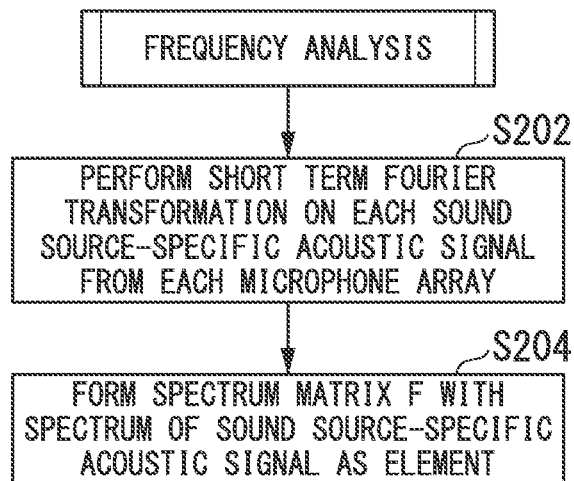 FREQUENCY ANALYSIS
S202
PERFORM SHORT TERM FOURIER
TRANSFORMATION ON EACH SOUND
SOURCE-SPECIFIC ACOUSTIC SIGNAL
FROM EACH MICROPHONE ARRAY
S204
FORM SPECTRUM MATRIX F WITH
SPECTRUM OF SOUND SOURCE-SPECIFIC
ACOUSTIC SIGNAL AS ELEMENT